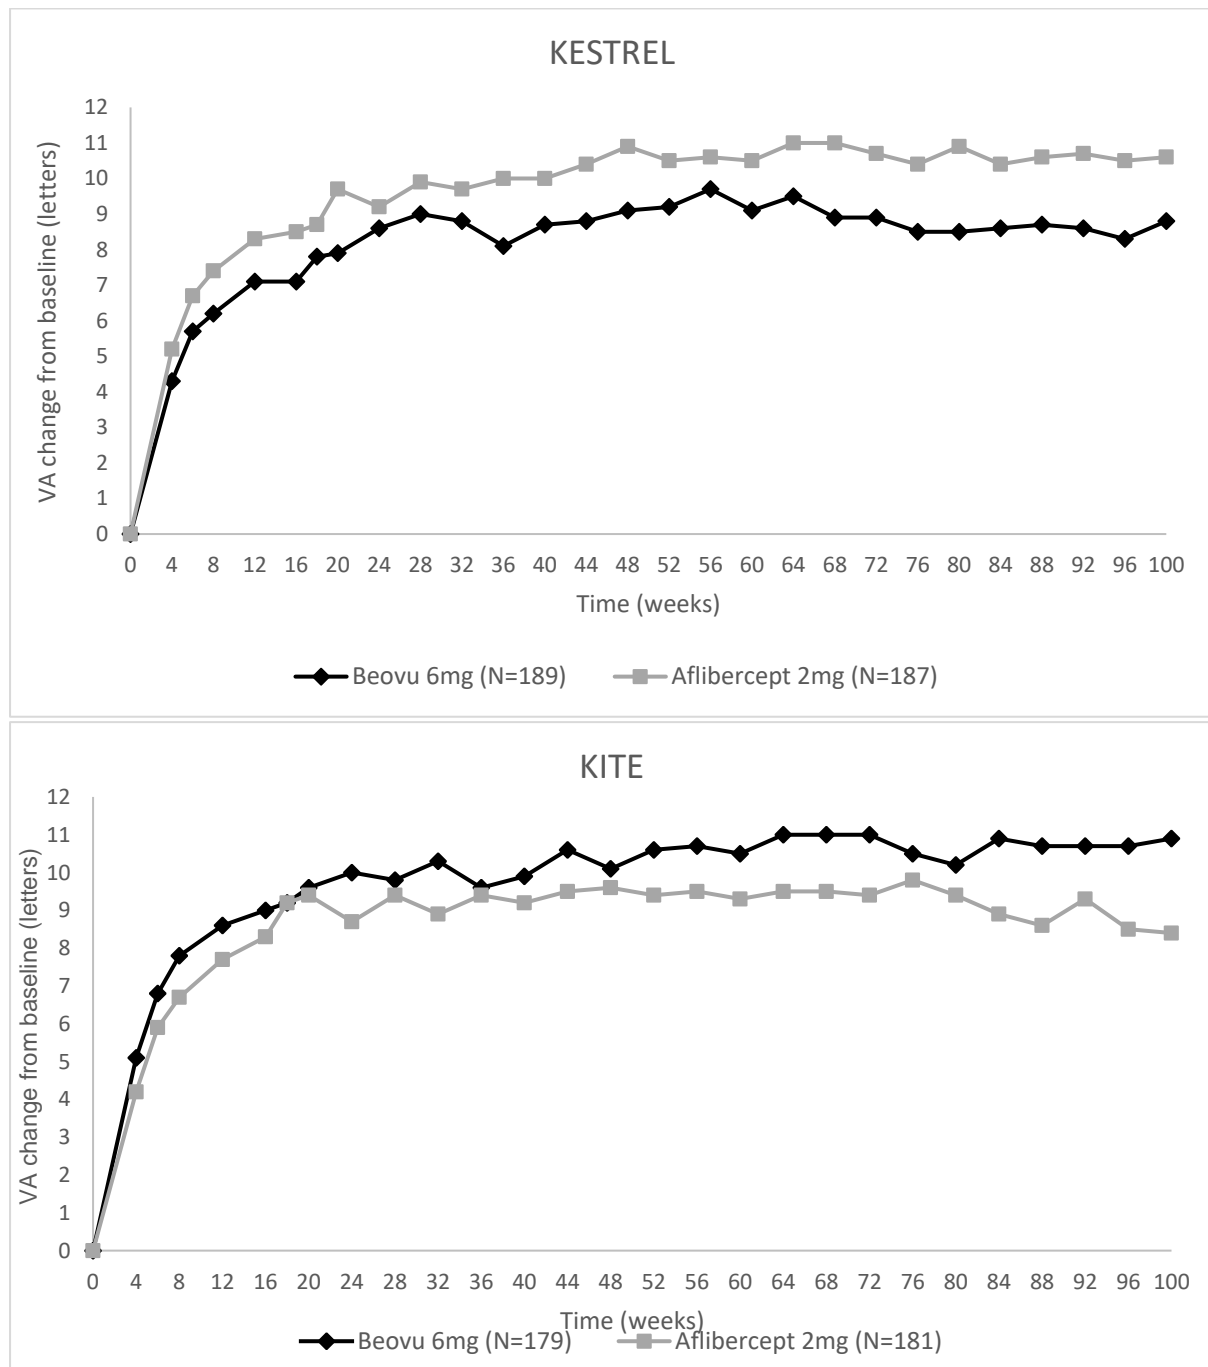 KESTREL
VA change from baseline (letters)
12
11
10
9
8
7
6
5
4
3
2
1
0
0 4 8 12 16 20 24 28 32 36 40 44 48 52 56 60 64 68 72 76 80 84 88 92 96 100
Time (weeks)
Beovu 6mg (N=189) Aflibercept 2mg (N=187)
KITE
VA change from baseline (letters)
12
11
10
9
8
7
6
5
4
3
2
1
0
0 4 8 12 16 20 24 28 32 36 40 44 48 52 56 60 64 68 72 76 80 84 88 92 96 100
Time (weeks)
Beovu 6mg (N=179) Aflibercept 2mg (N=181)